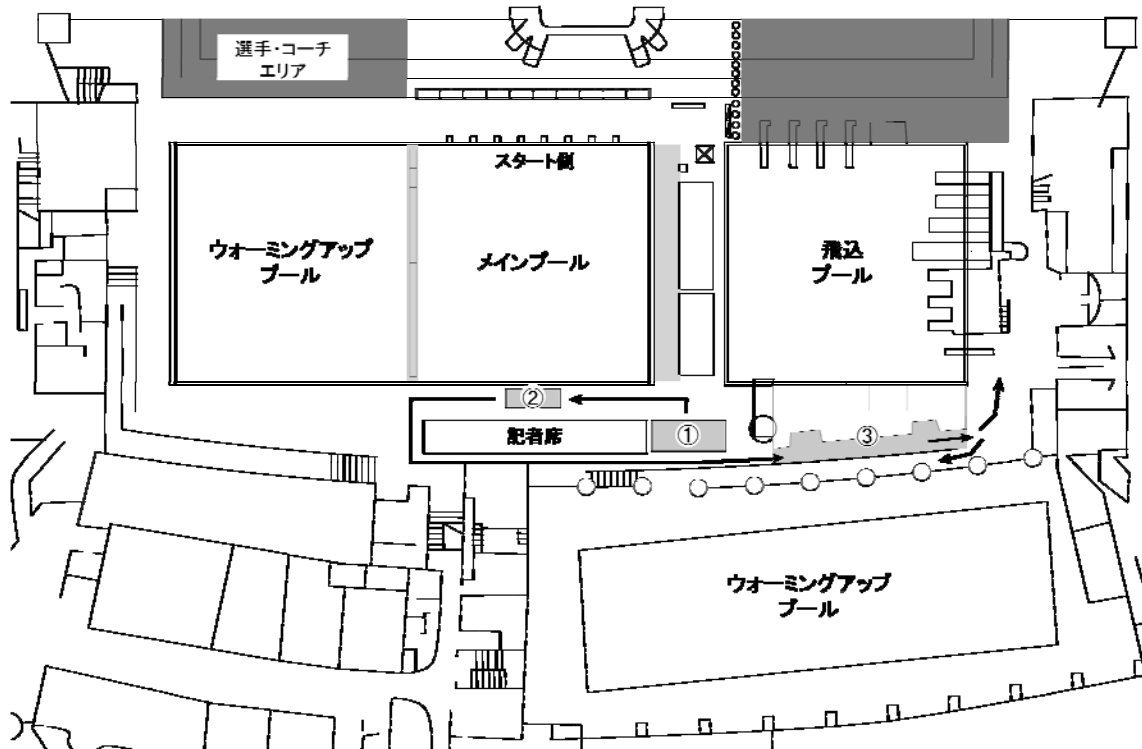 選手・コーチ
エリア
スタート側
ウォーミングアップ
プール
メインプール
飛込
プール
②
記者席
①
③
ウォーミングアップ
プール